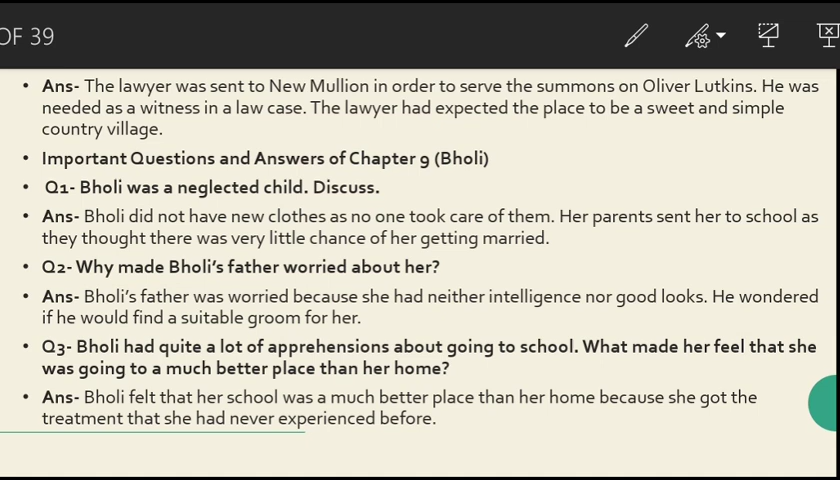 OF 39
• Ans- The lawyer was sent to New Mullion in order to serve the summons on Oliver Lutkins. He was
needed as a witness in a law case. The lawyer had expected the place to be a sweet and simple
country village.
• Important Questions and Answers of Chapter 9 (Bholi)
• Q1- Bholi was a neglected child. Discuss.
• Ans- Bholi did not have new clothes as no one took care of them. Her parents sent her to school as
they thought there was very little chance of her getting married.
• Q2- Why made Bholi’s father worried about her?
• Ans- Bholi’s father was worried because she had neither intelligence nor good looks. He wondered
if he would find a suitable groom for her.
• Q3- Bholi had quite a lot of apprehensions about going to school. What made her feel that she
was going to a much better place than her home?
• Ans- Bholi felt that her school was a much better place than her home because she got the
treatment that she had never experienced before.